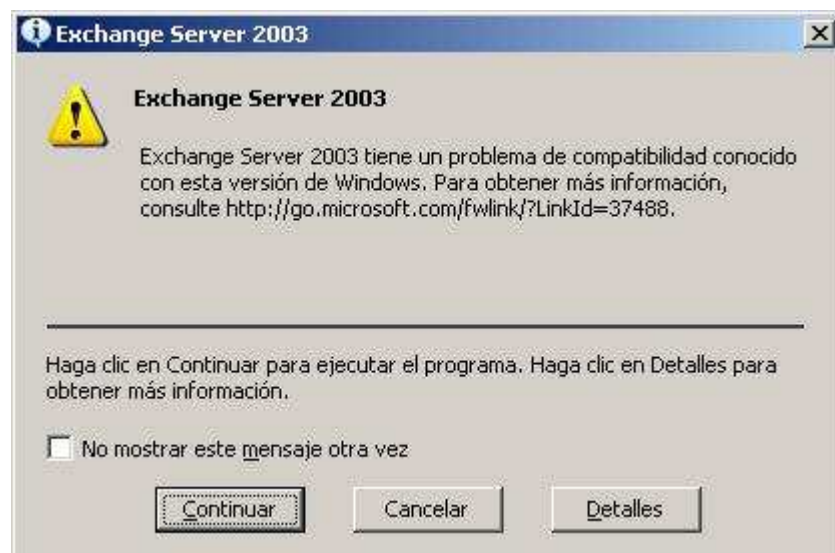 Exchange Server 2003
Exchange Server 2003
Exchange Server 2003 tiene un problema de compatibilidad conocido
con esta versión de Windows. Para obtener más información,
consulte http://go.microsoft.com/fwlink/?LinkId=37488.
Haga clic en Continuar para ejecutar el programa. Haga clic en Detalles para
obtener más información.
No mostrar este mensaje otra vez
Continuar Cancelar Detalles